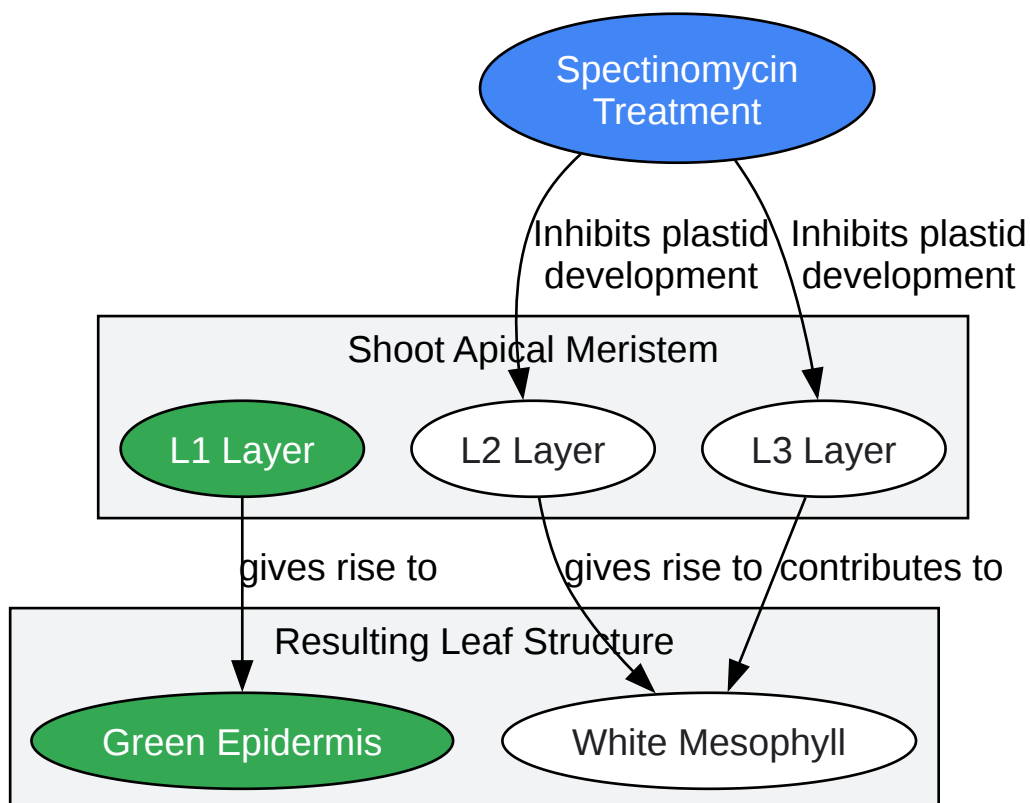 Spectinomycin
Treatment
Inhibits plastid
development
Inhibits plastid
development
Shoot Apical Meristem
L1 Layer
L2 Layer
L3 Layer
gives rise to
gives rise to
contributes to
Resulting Leaf Structure
Green Epidermis
White Mesophyll